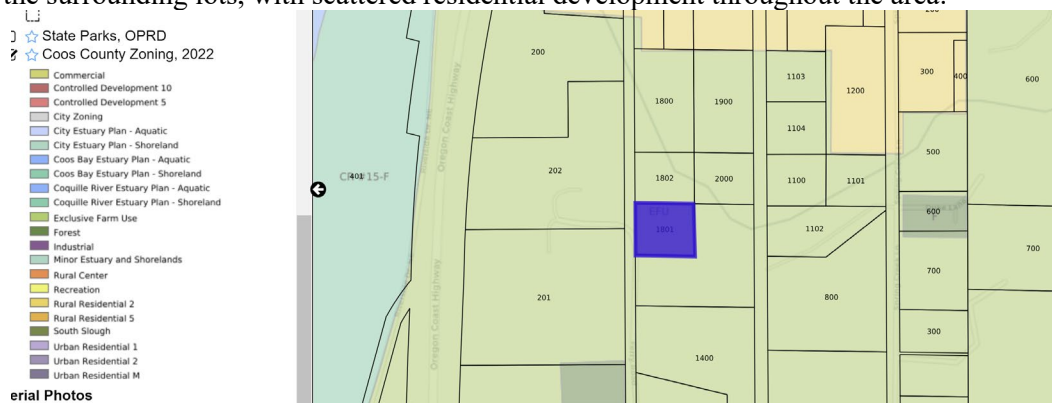 the surrounding lots, with scattered residential development throughout the area.
State Parks, OPRD
Coos County Zoning, 2022
Commercial
Controlled Development 10
Controlled Development 5
City Zoning
City Estuary Plan - Aquatic
City Estuary Plan - Shoreland
Coos Bay Estuary Plan - Aquatic
Coos Bay Estuary Plan - Shoreland
Coquille River Estuary Plan - Aquatic
Coquille River Estuary Plan - Shoreland
Exclusive Farm Use
Forest
Industrial
Minor Estuary and Shorelands
Rural Center
Recreation
Rural Residential 2
Rural Residential 5
South Slough
Urban Residential 1
Urban Residential 2
Urban Residential M
erial Photos
200
Oregon Coast Highway
401
15-F
202
201
Oregon Coast Highway
1800
1900
1802
2000
EFU
1801
1400
1103
1104
1100
1101
1102
1200
800
300
400
600
500
600
700
700
300